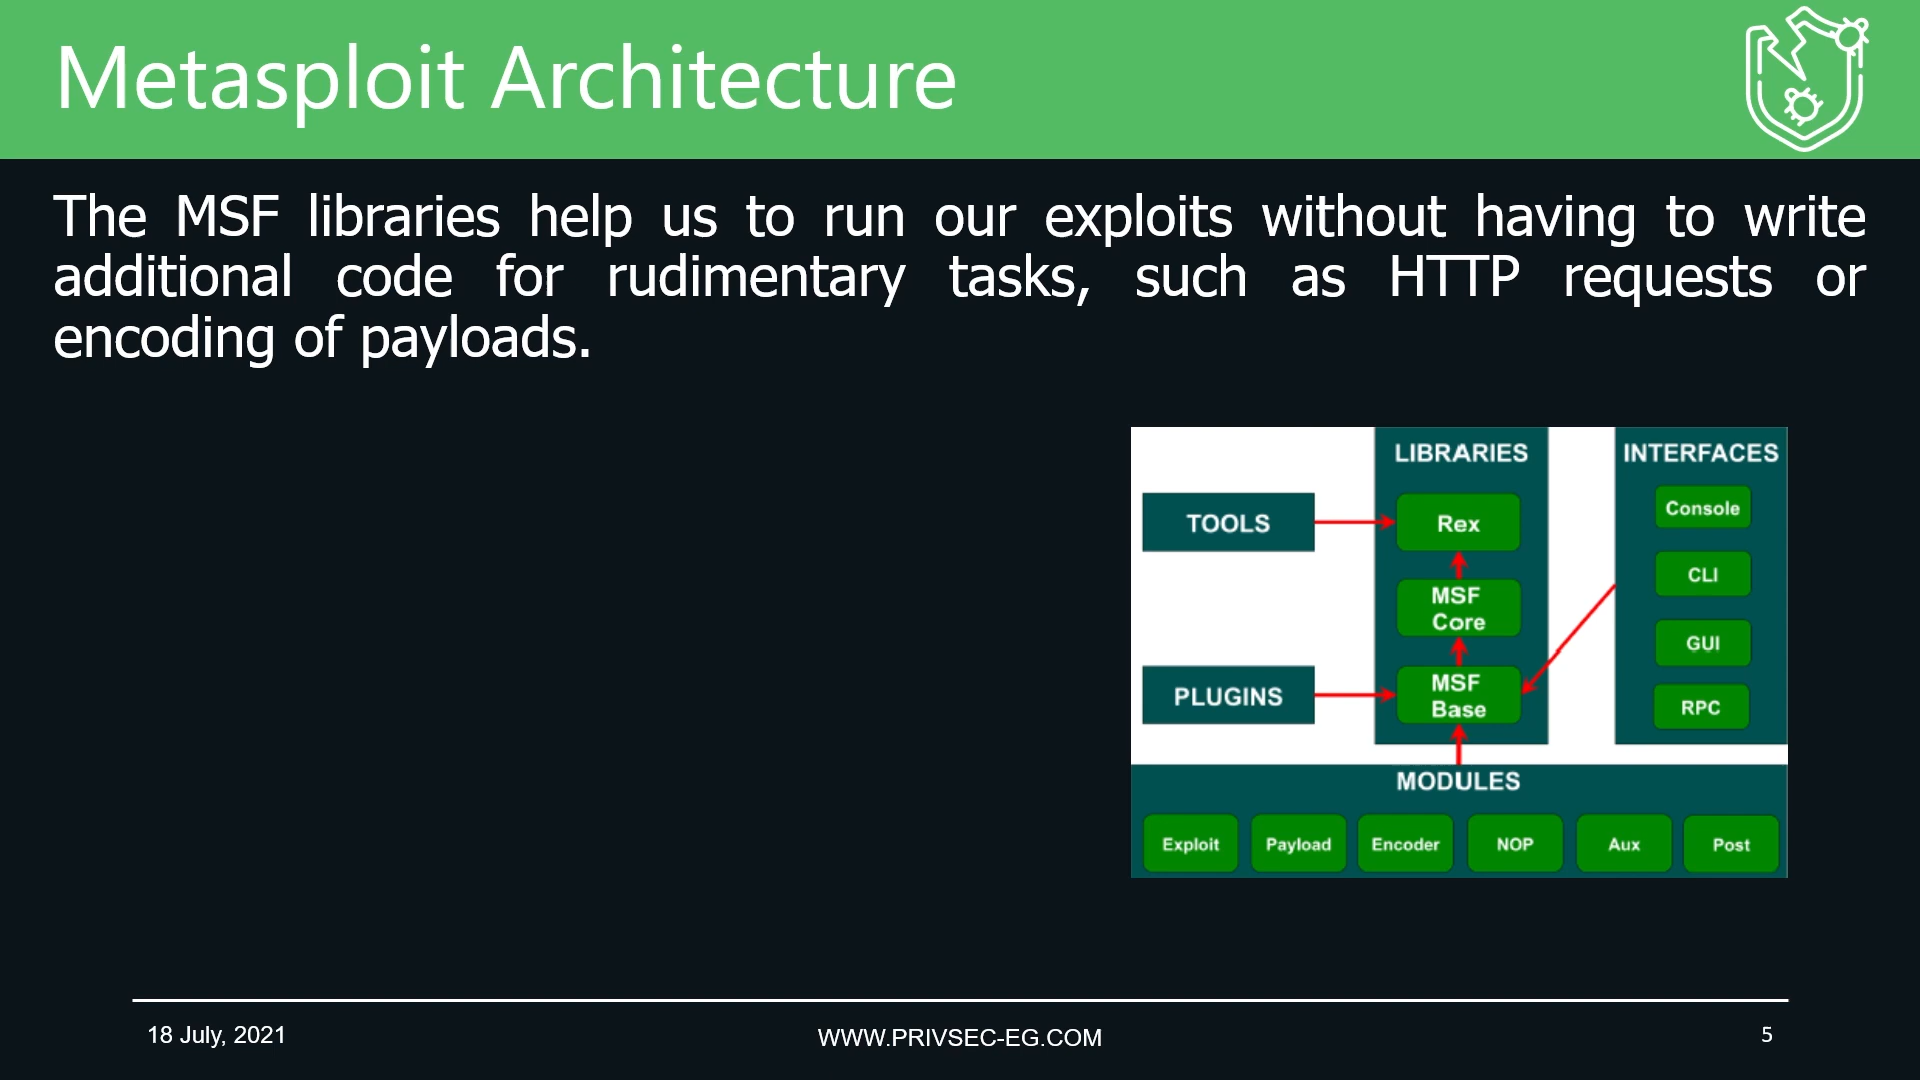 Metasploit Architecture
The MSF libraries help us to run our exploits without having to write
additional code for rudimentary tasks, such as HTTP requests or
encoding of payloads.
LIBRARIES
INTERFACES
TOOLS
Rex
Console
MSF
Core
CLI
GUI
PLUGINS
MSF
Base
RPC
MODULES
Exploit
Payload
Encoder
NOP
Aux
Post
18 July, 2021
WWW.PRIVSEC-EG.COM
5